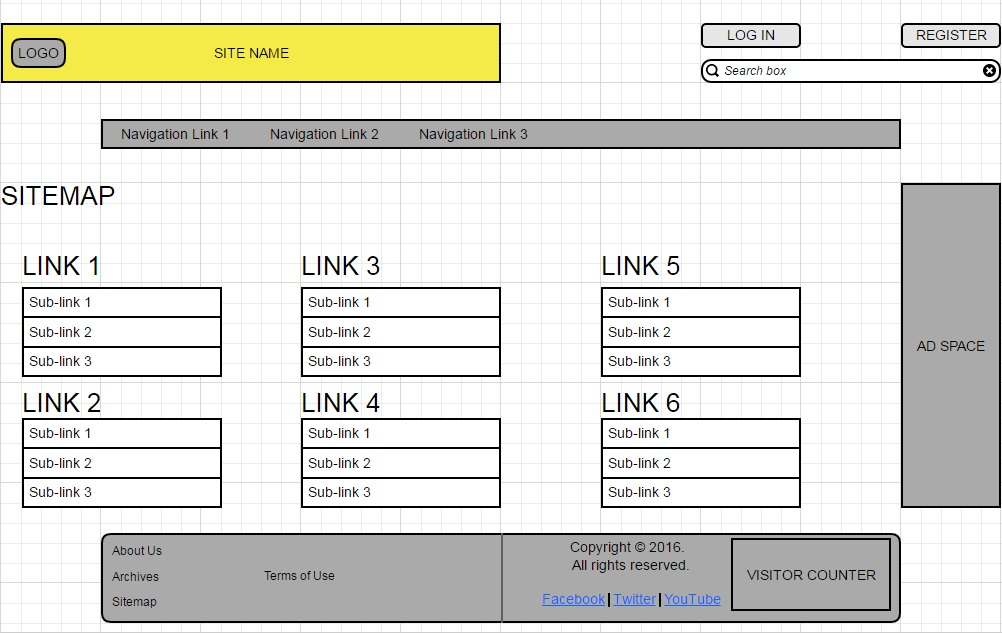 LOGO
SITE NAME
LOG IN
REGISTER
Search box
Navigation Link 1
Navigation Link 2
Navigation Link 3
SITEMAP
LINK 1
Sub-link 1
Sub-link 2
Sub-link 3
LINK 3
Sub-link 1
Sub-link 2
Sub-link 3
LINK 5
Sub-link 1
Sub-link 2
Sub-link 3
LINK 2
Sub-link 1
Sub-link 2
Sub-link 3
LINK 4
Sub-link 1
Sub-link 2
Sub-link 3
LINK 6
Sub-link 1
Sub-link 2
Sub-link 3
AD SPACE
About Us
Archives
Sitemap
Terms of Use
Copyright © 2016.
All rights reserved.
Facebook | Twitter | YouTube
VISITOR COUNTER